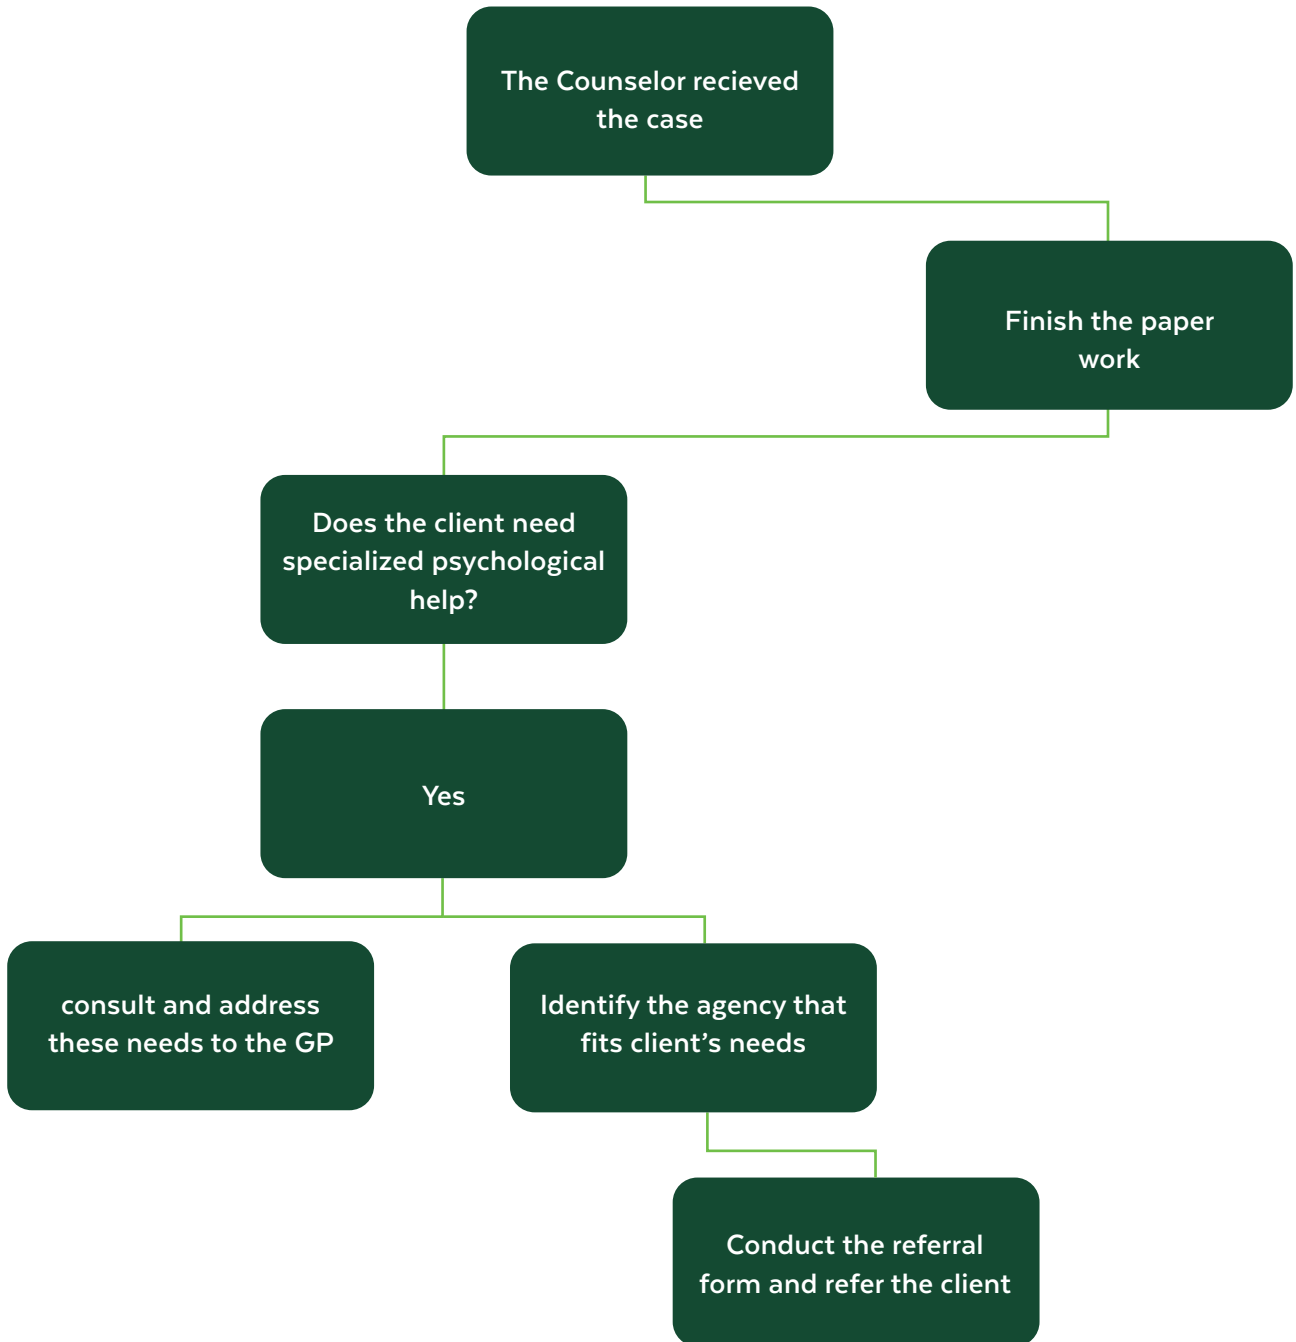 The Counselor recieved
the case
Finish the paper
work
Does the client need
specialized psychological
help?
Yes
consult and address
these needs to the GP
Identify the agency that
fits client’s needs
Conduct the referral
form and refer the client